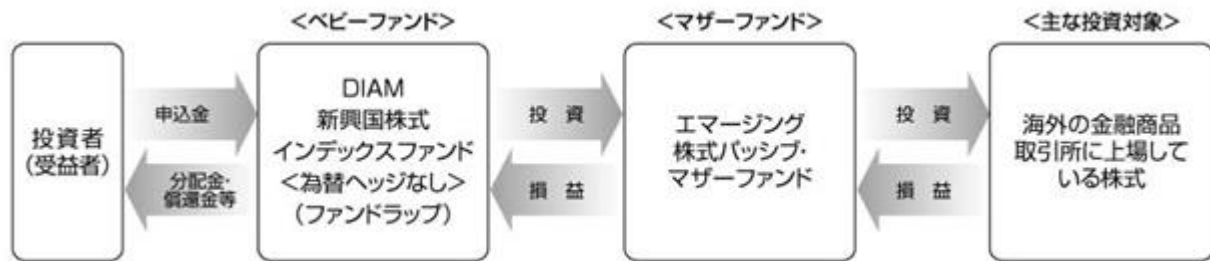 <ベビーファンド>
<マザーファンド>
<主な投資対象>
投資者
(受益者)
申込金
分配金・
償還金等
DIAM
新興国株式
インデックスファンド
<為替ヘッジなし>
(ファンドラップ)
投 資
損 益
エマージング
株式パッシブ・
マザーファンド
投 資
損 益
海外の金融商品
取引所に上場して
いる株式